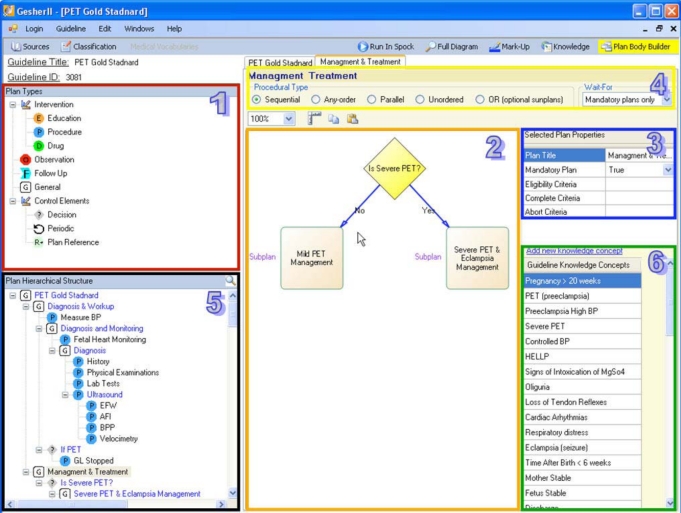 GesherII - [PET Gold Stadnard]
Login Guideline Edit Windows Help
Sources Classification Medical Vocabularies Run In Spock Full Diagram Mark-Up Knowledge Plan Body Builder
Guideline Title: PET Gold Stadnard
Guideline ID: 3081
Plan Types
1
Intervention
E Education
P Procedure
D Drug
Observation
F Follow Up
G General
Control Elements
? Decision
Periodic
R+ Plan Reference
Plan Hierarchical Structure
5
G PET Gold Stadnard
G Diagnosis & Workup
P Measure BP
G Diagnosis and Monitoring
P Fetal Heart Monitoring
G Diagnosis
P History
P Physical Examinations
P Lab Tests
P Ultrasound
P EFW
P AFI
P BPP
P Velocimetry
? If PET
P GL Stopped
G Managment & Treatment
? Is Severe PET?
G Severe PET & Eclampsia Management
PET Gold Stadnard Managment & Treatment
Managment Treatment
4
Procedural Type Wait-For
Sequential Any-order Parallel Unordered OR (optional sunplans) Mandatory plans only
100%
2
Is Severe PET?
No Yes
Subplan Mild PET Management
Subplan Severe PET & Eclampsia Management
Selected Plan Properties
3
Plan Title Managment & Tre...
Mandatory Plan True
Eligibility Criteria
Complete Criteria
Abort Criteria
Add new knowledge concept
6
Guideline Knowledge Concepts
Pregnancy > 20 weeks
PET (preeclampsia)
Preeclampsia High BP
Severe PET
Controlled BP
HELLP
Signs of Intoxication of MgSo4
Oliguria
Loss of Tendon Reflexes
Cardiac Arhythmias
Respiratory distress
Eclampsia (seizure)
Time After Birth < 6 weeks
Mother Stable
Fetus Stable
Discharge